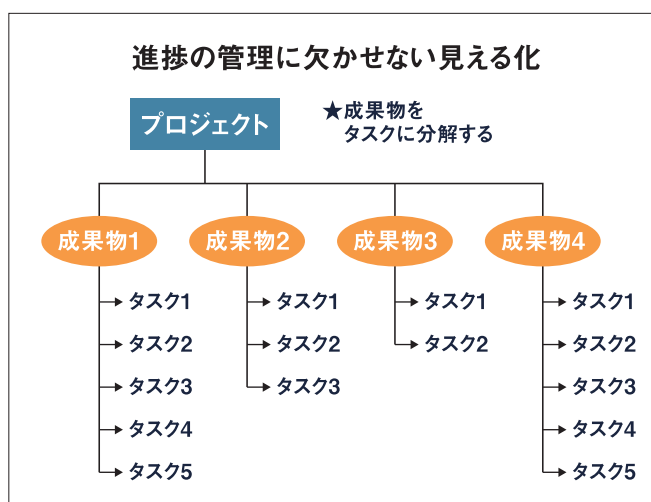 進捗の管理に欠かせない見える化
プロジェクト
★成果物を
タスクに分解する
成果物1
成果物2
成果物3
成果物4
タスク1
タスク2
タスク3
タスク4
タスク5
タスク1
タスク2
タスク3
タスク1
タスク2
タスク1
タスク2
タスク3
タスク4
タスク5